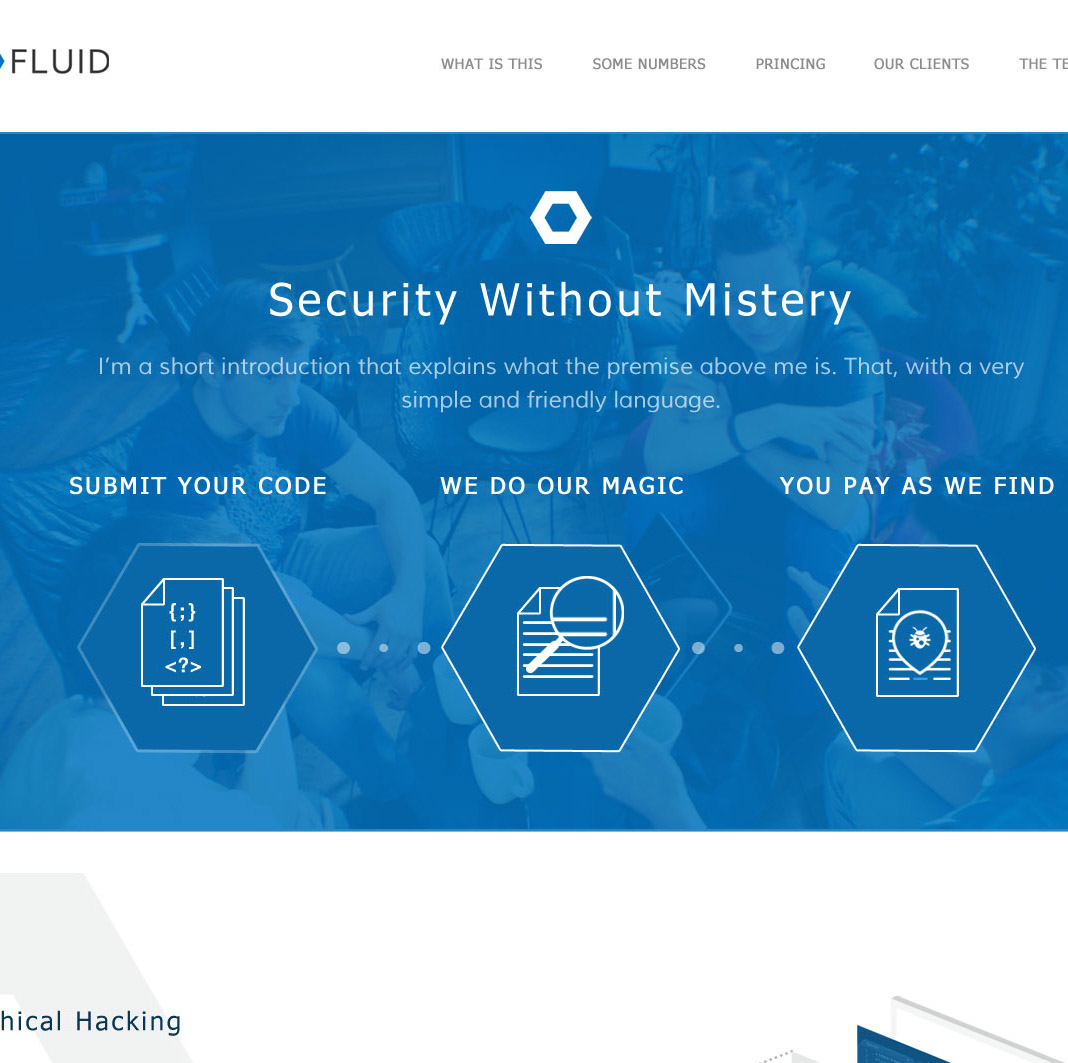 FLUID
WHAT IS THIS SOME NUMBERS PRINCING OUR CLIENTS THE TE
Security Without Mistery
I'm a short introduction that explains what the premise above me is. That, with a very
simple and friendly language.
SUBMIT YOUR CODE WE DO OUR MAGIC YOU PAY AS WE FIND
{;}
[,]
<?>
hical Hacking